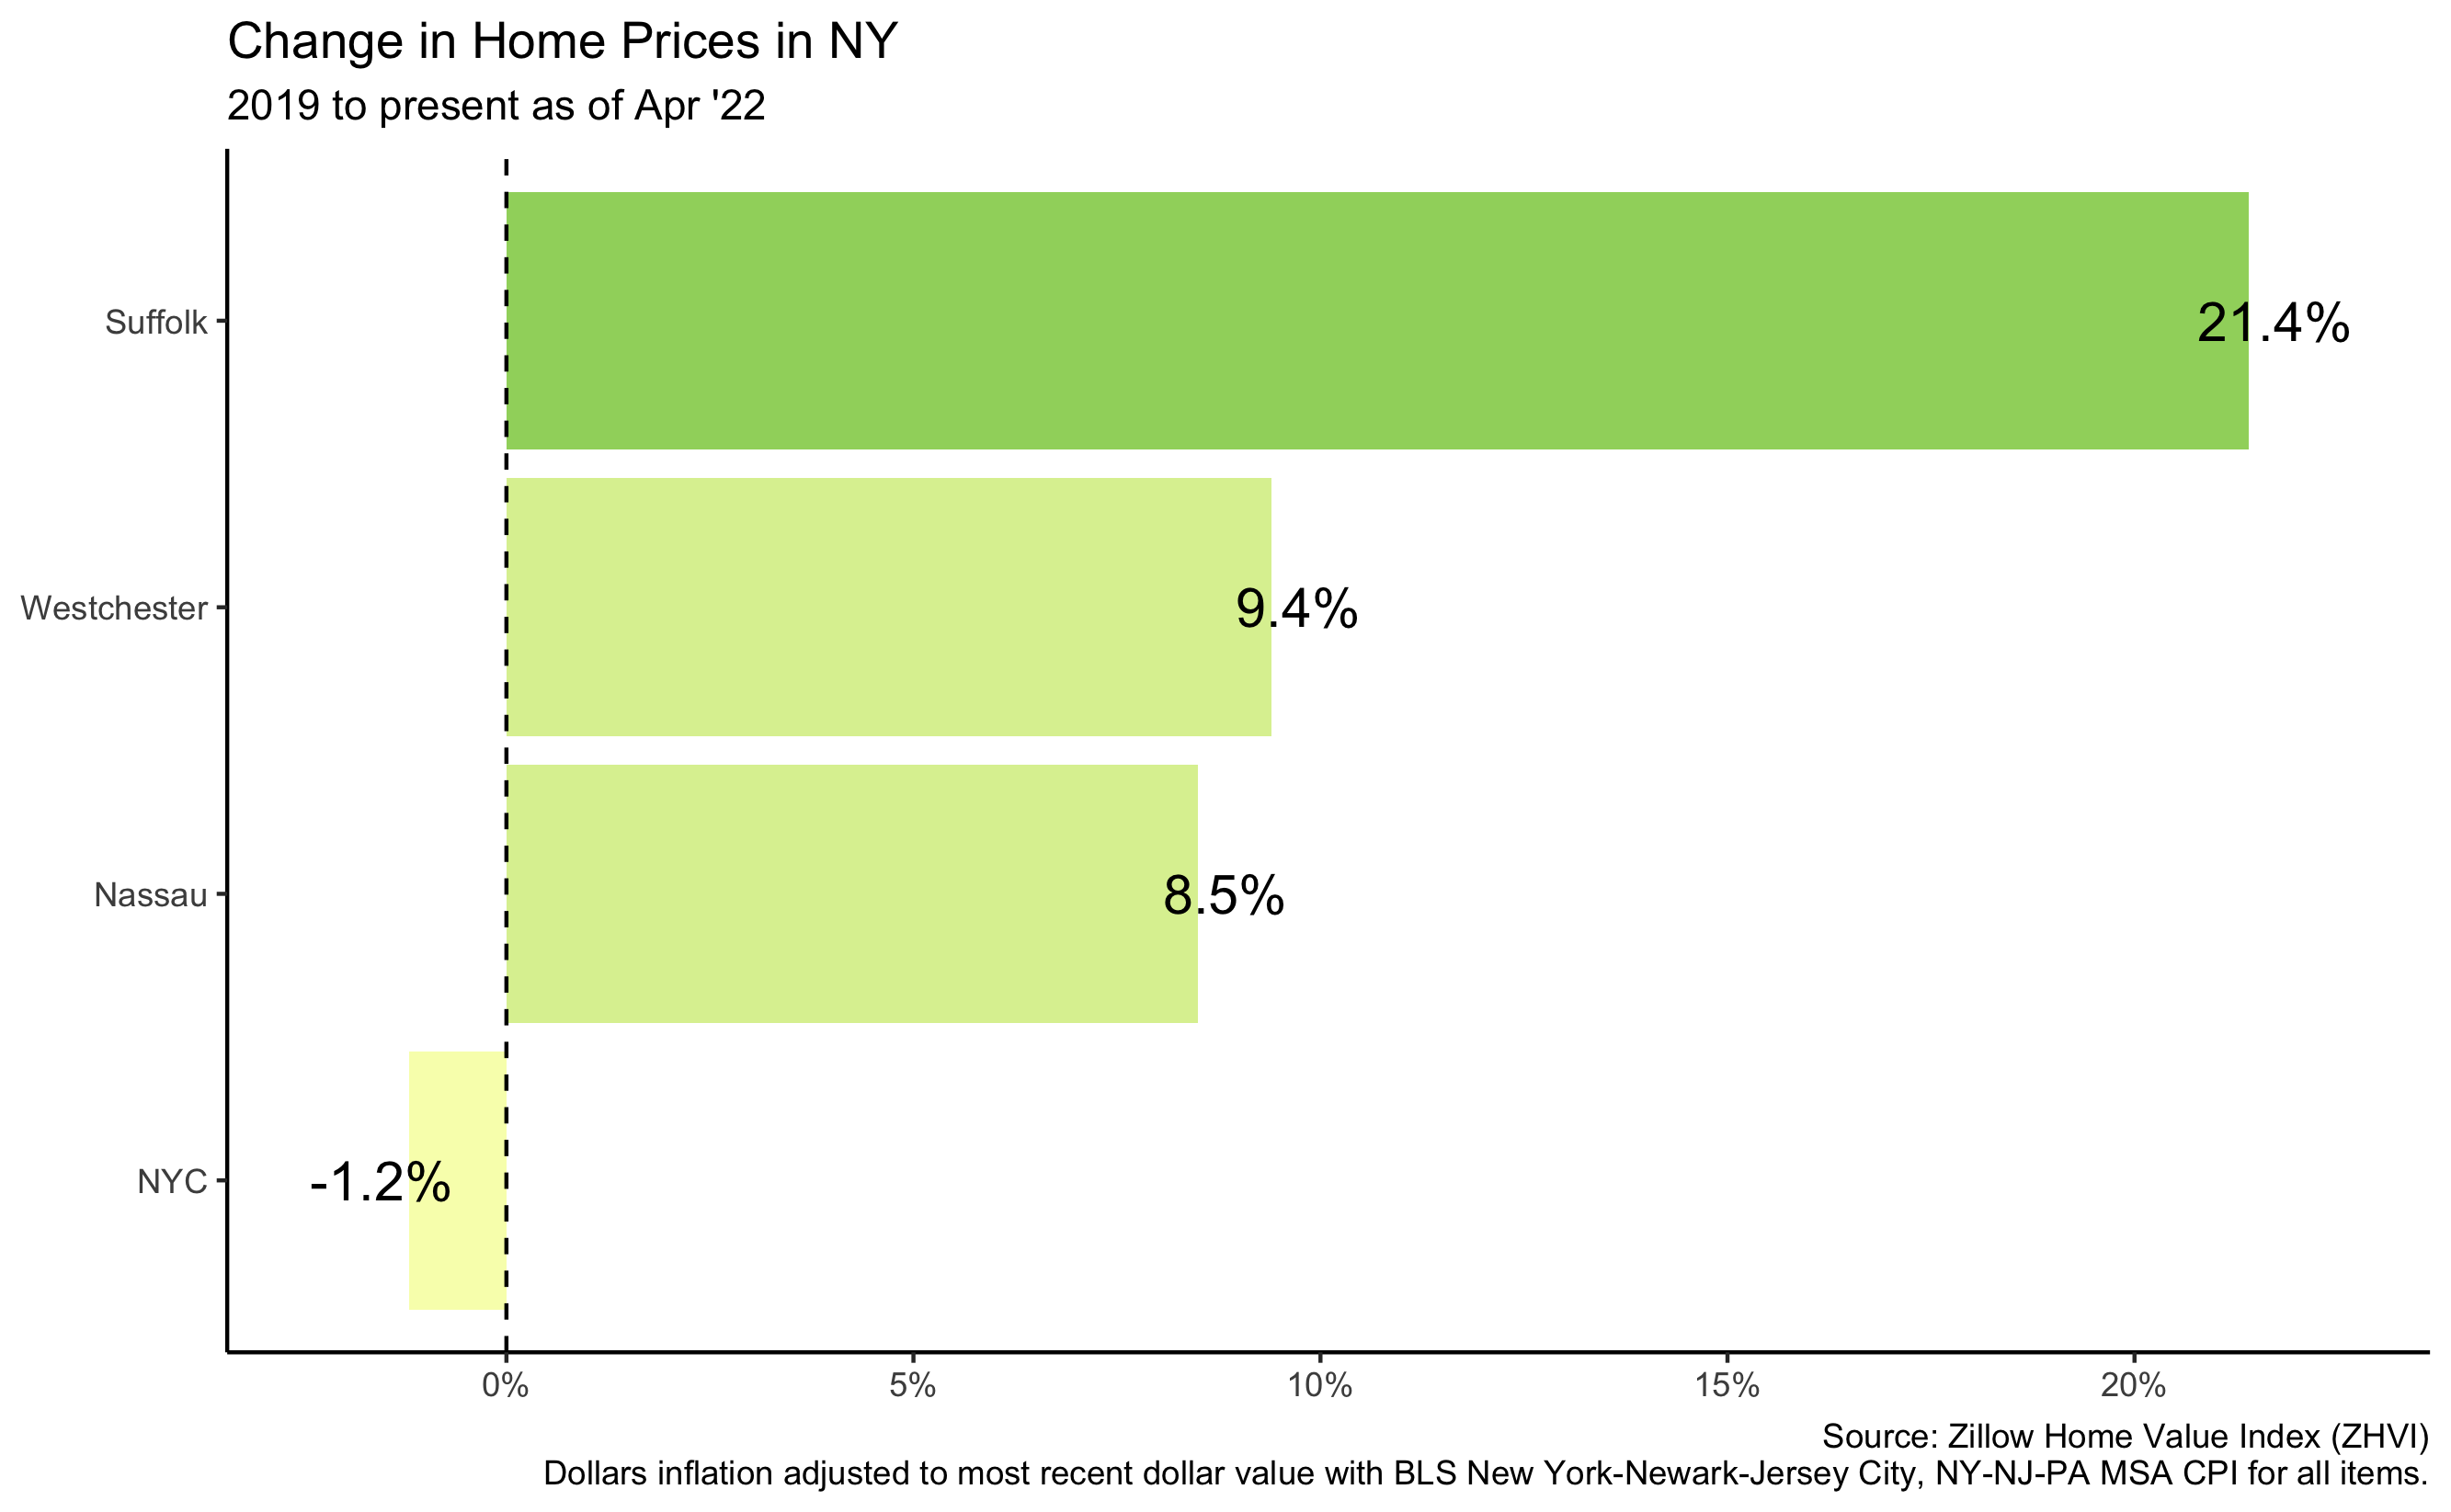 Change in Home Prices in NY
2019 to present as of Apr '22
Suffolk
21.4%
Westchester
9.4%
Nassau
8.5%
NYC
-1.2%
0%
5%
10%
15%
20%
Source: Zillow Home Value Index (ZHVI)
Dollars inflation adjusted to most recent dollar value with BLS New York-Newark-Jersey City, NY-NJ-PA MSA CPI for all items.